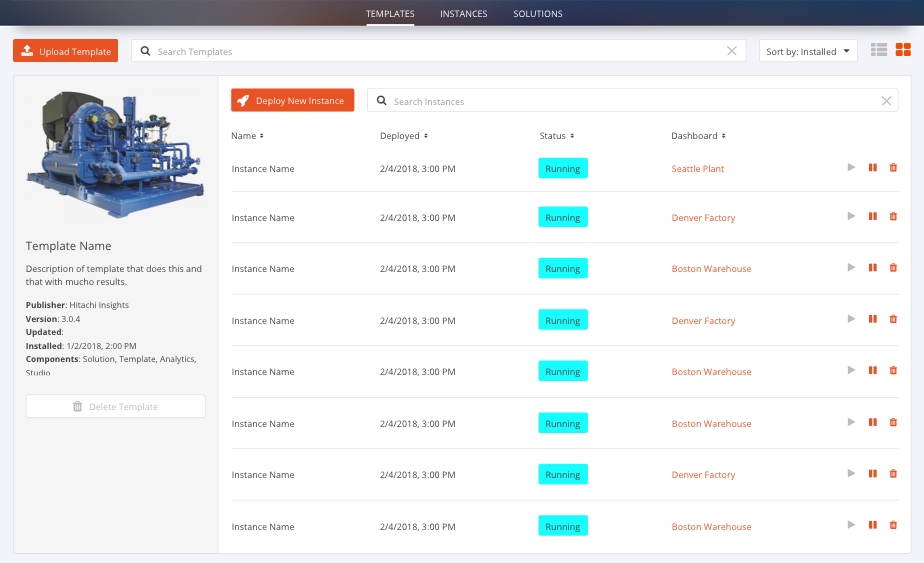 TEMPLATES INSTANCES SOLUTIONS
Upload Template
Search Templates
Sort by: Installed
Template Name
Description of template that does this and
that with mucho results.
Publisher: Hitachi Insights
Version: 3.0.4
Updated:
Installed: 1/2/2018, 2:00 PM
Components: Solution, Template, Analytics,
Studio
Delete Template
Deploy New Instance
Search Instances
Name Deployed Status Dashboard
Instance Name 2/4/2018, 3:00 PM Running Seattle Plant
Instance Name 2/4/2018, 3:00 PM Running Denver Factory
Instance Name 2/4/2018, 3:00 PM Running Boston Warehouse
Instance Name 2/4/2018, 3:00 PM Running Denver Factory
Instance Name 2/4/2018, 3:00 PM Running Boston Warehouse
Instance Name 2/4/2018, 3:00 PM Running Boston Warehouse
Instance Name 2/4/2018, 3:00 PM Running Denver Factory
Instance Name 2/4/2018, 3:00 PM Running Boston Warehouse